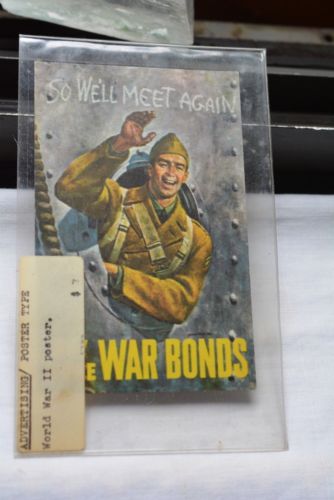 SO WE'LL MEET AGAIN
WAR BONDS
ADVERTISING/ POSTER TYPE
World War II poster.
$ ?